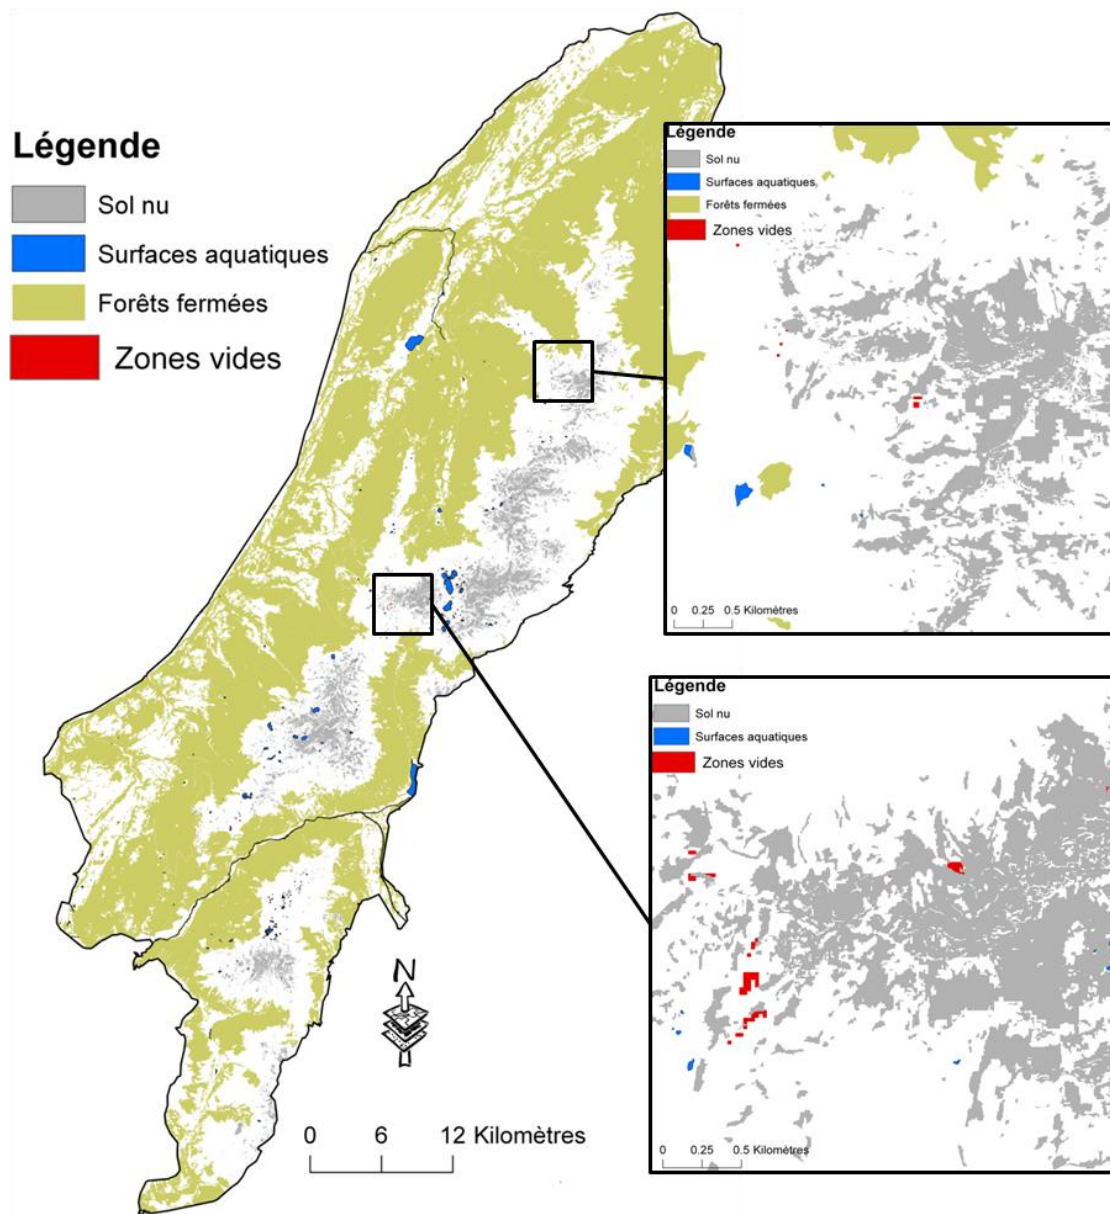 Légende
Sol nu
Surfaces aquatiques
Forêts fermées
Zones vides
N
0 6 12 Kilomètres
Légende
Sol nu
Surfaces aquatiques
Forêts fermées
Zones vides
0 0.25 0.5 Kilomètres
Légende
Sol nu
Surfaces aquatiques
Zones vides
0 0.25 0.5 Kilomètres